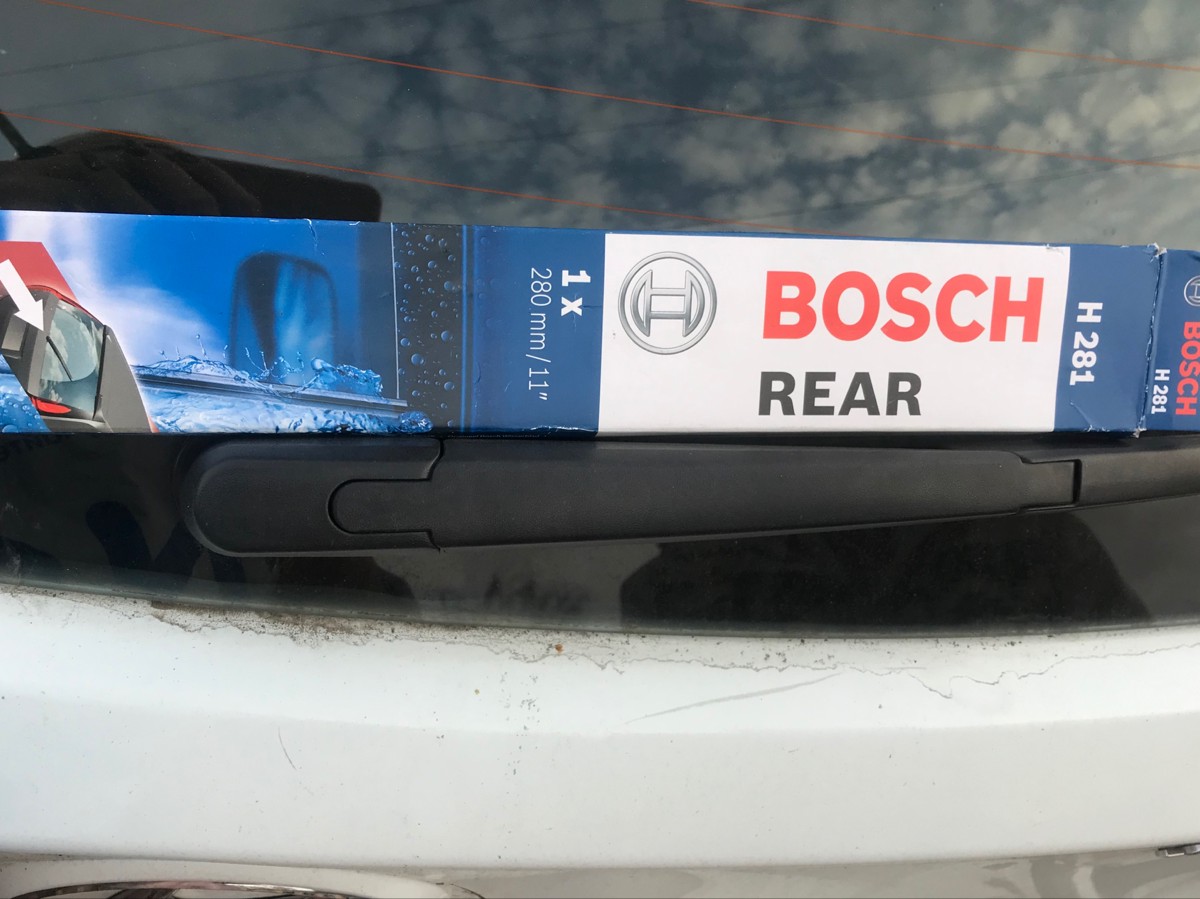 1 x
280 mm/11"
BOSCH
REAR
H 281
BOSCH
H 281